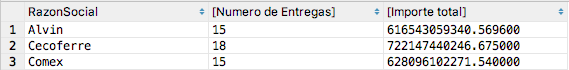 RazonSocial [Numero de Entregas] [Importe total]
1 Alvin 15 616543059340.569600
2 Cecoferre 18 722147440246.675000
3 Comex 15 628096102271.540000